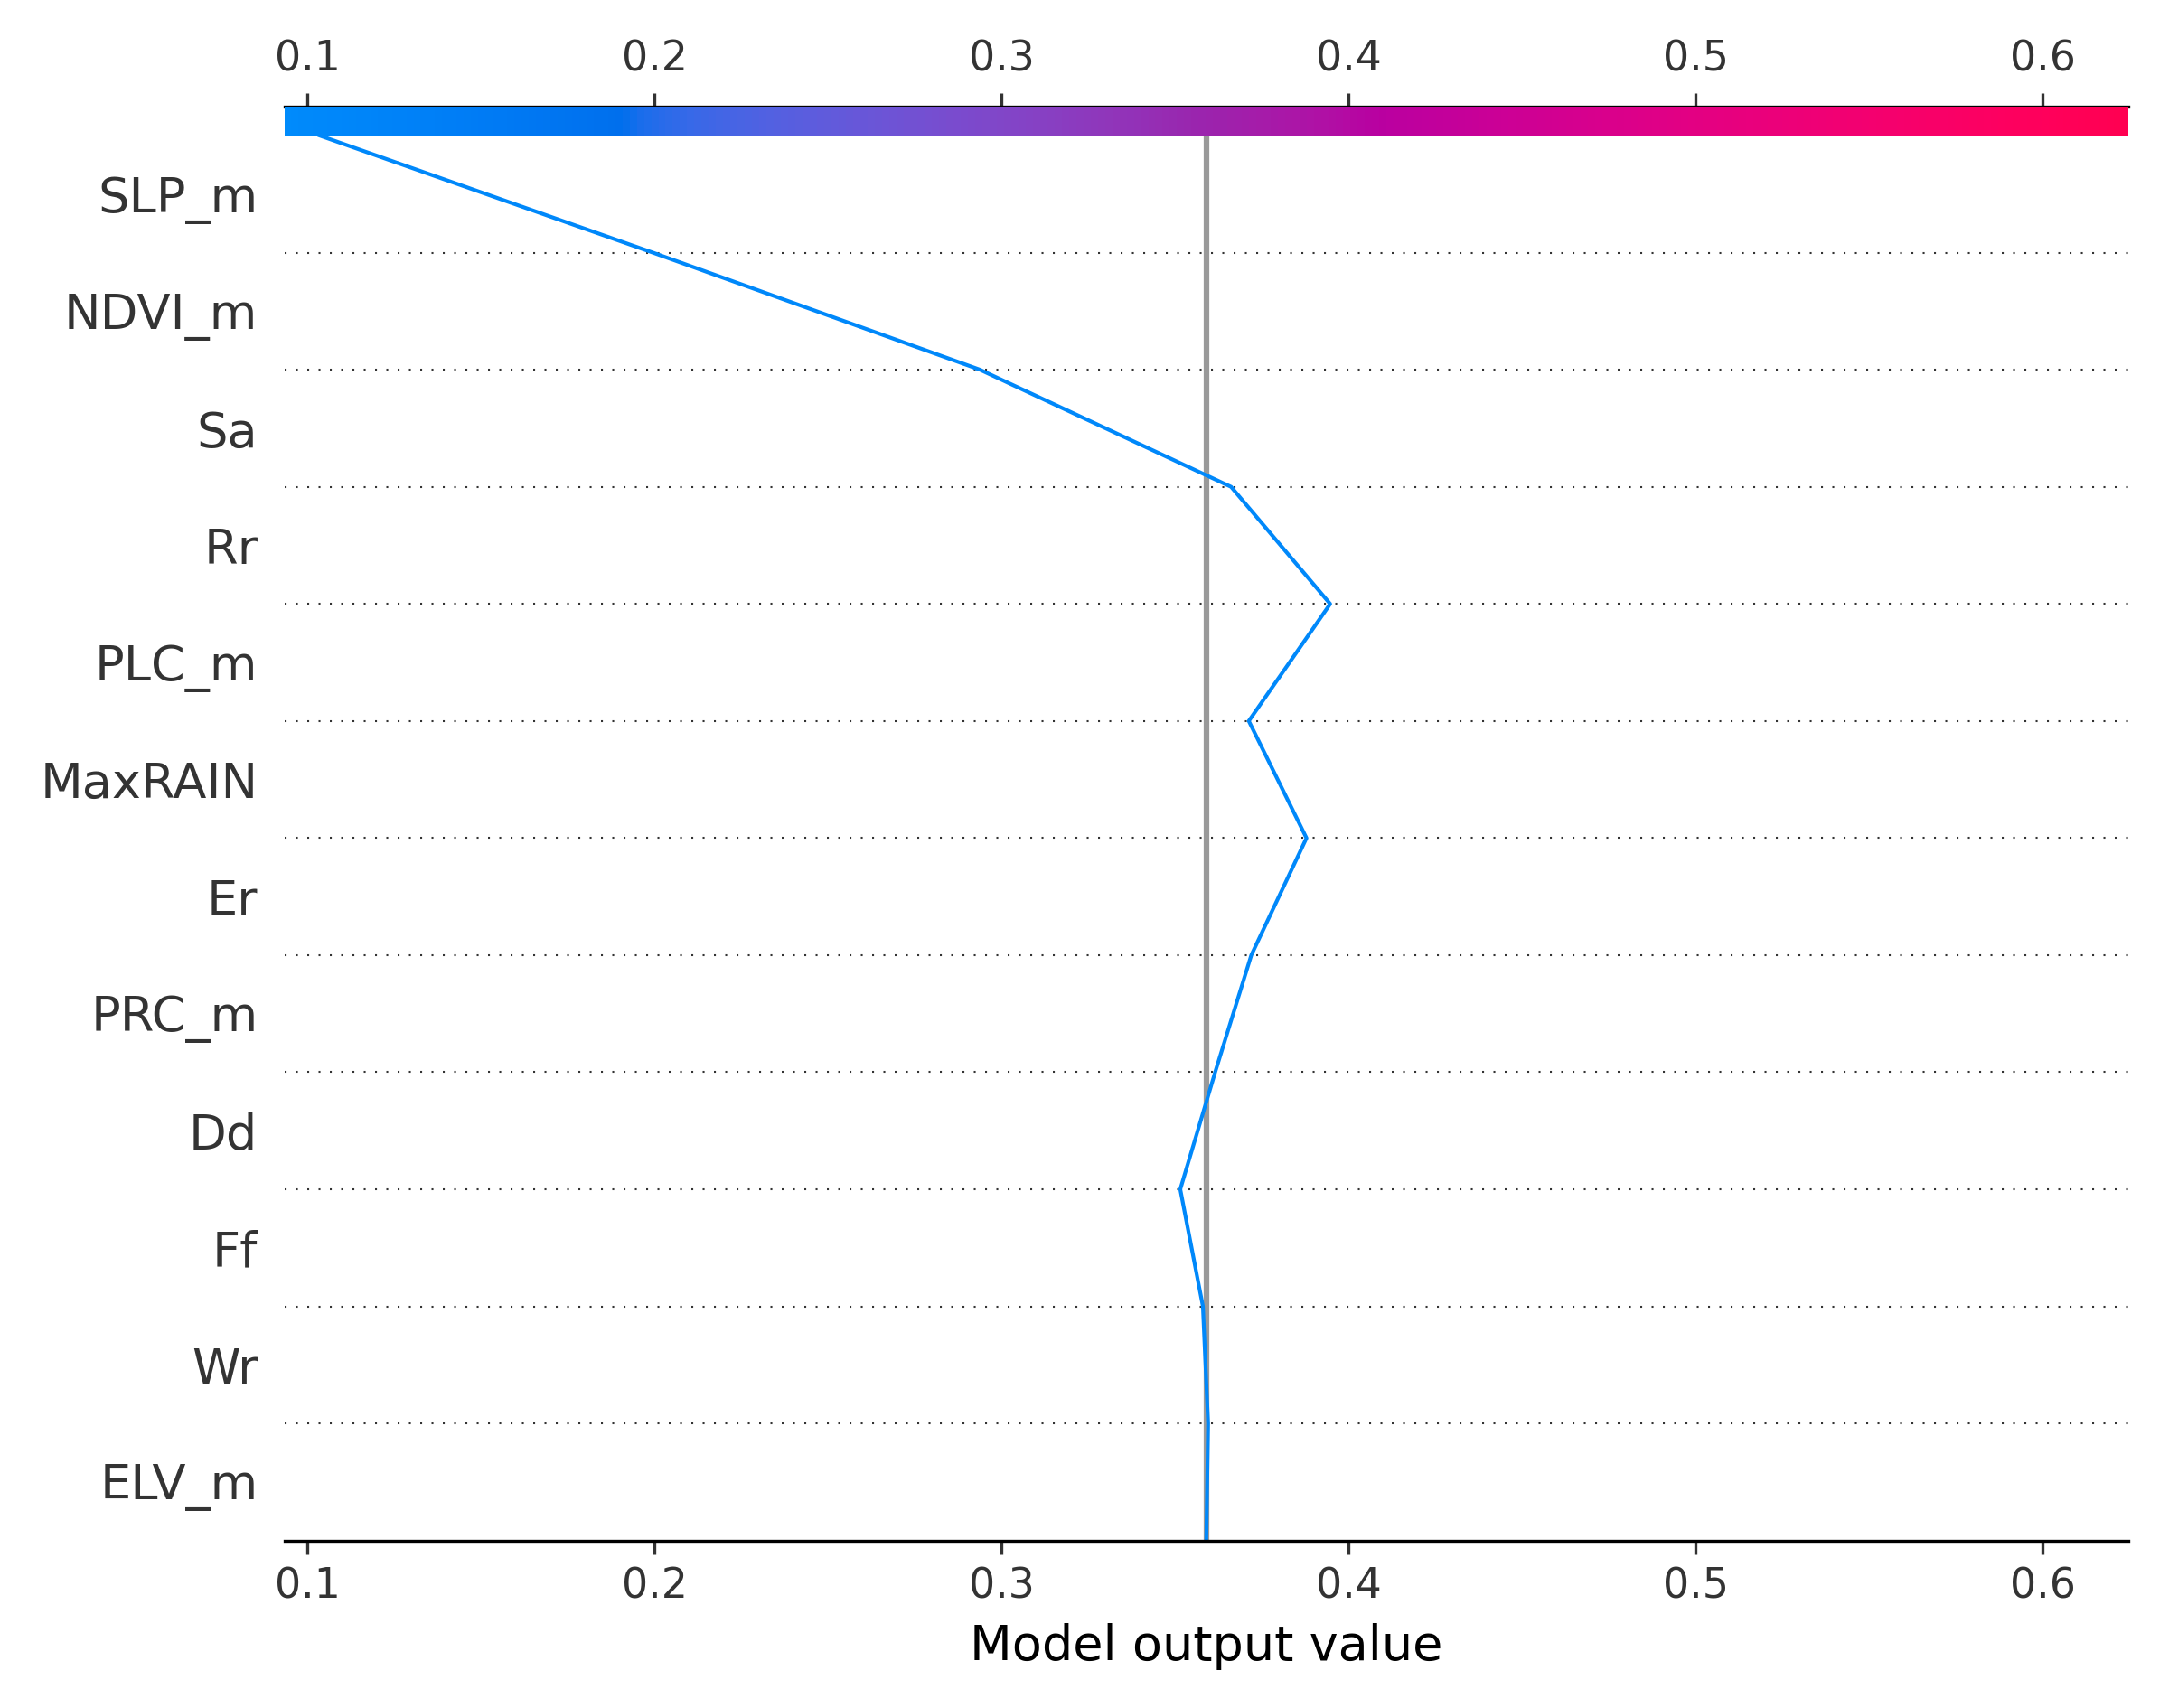 0.1 0.2 0.3 0.4 0.5 0.6
SLP_m
NDVI_m
Sa
Rr
PLC_m
MaxRAIN
Er
PRC_m
Dd
Ff
Wr
ELV_m
0.1 0.2 0.3 0.4 0.5 0.6
Model output value